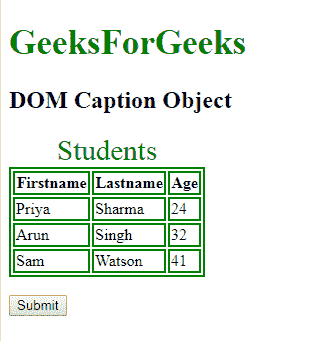 GeeksForGeeks
DOM Caption Object
Students
Firstname Lastname Age
Priya Sharma 24
Arun Singh 32
Sam Watson 41
Submit